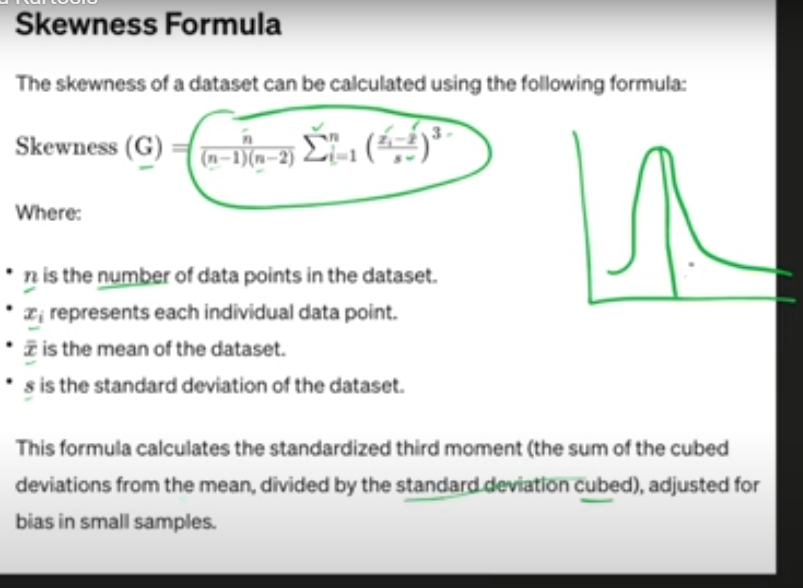 Skewness Formula
The skewness of a dataset can be calculated using the following formula:
Skewness (G) = n/((n−1)(n−2)) ∑ⁿᵢ₌₁ ((xᵢ−x̄)/s)³
Where:
• n is the number of data points in the dataset.
• xᵢ represents each individual data point.
• x̄ is the mean of the dataset.
• s is the standard deviation of the dataset.
This formula calculates the standardized third moment (the sum of the cubed
deviations from the mean, divided by the standard deviation cubed), adjusted for
bias in small samples.